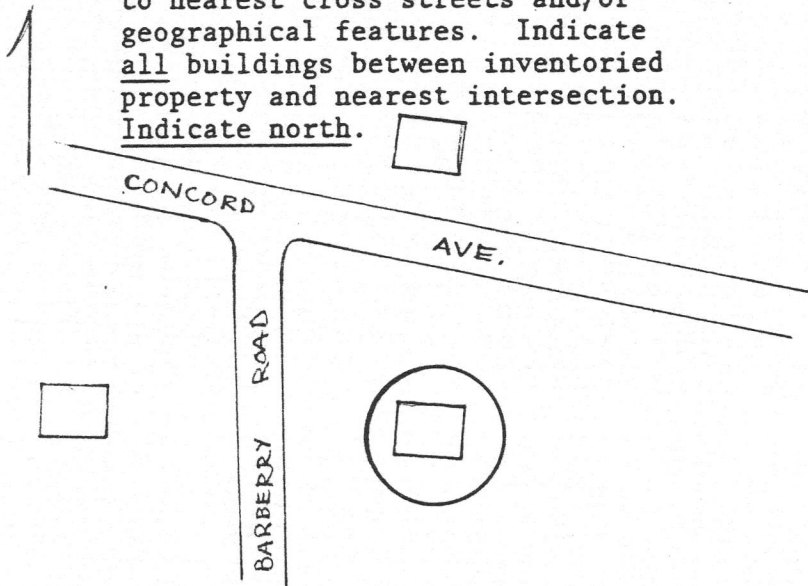 to nearest cross streets and/or
geographical features. Indicate
all buildings between inventoried
property and nearest intersection.
Indicate north.
CONCORD AVE.
BARBERRY ROAD